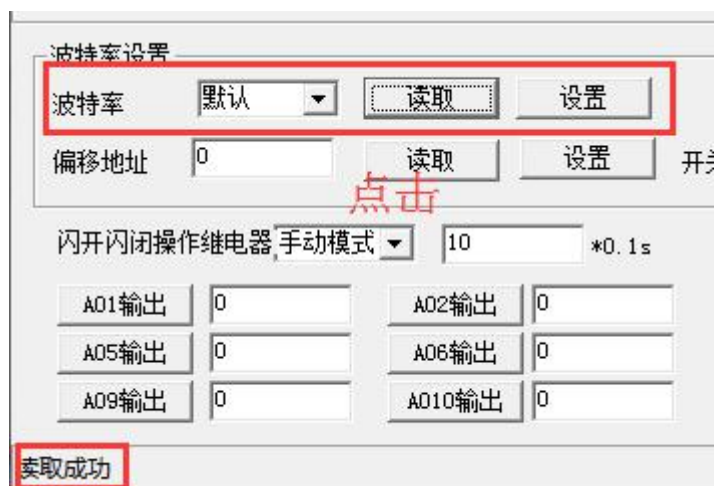 波特率设置
波特率 默认 读取 设置
偏移地址 0 读取 设置 开关
点击
闪开闪闭操作继电器 手动模式 10 *0.1s
A01输出 0 A02输出 0
A05输出 0 A06输出 0
A09输出 0 A010输出 0
读取成功